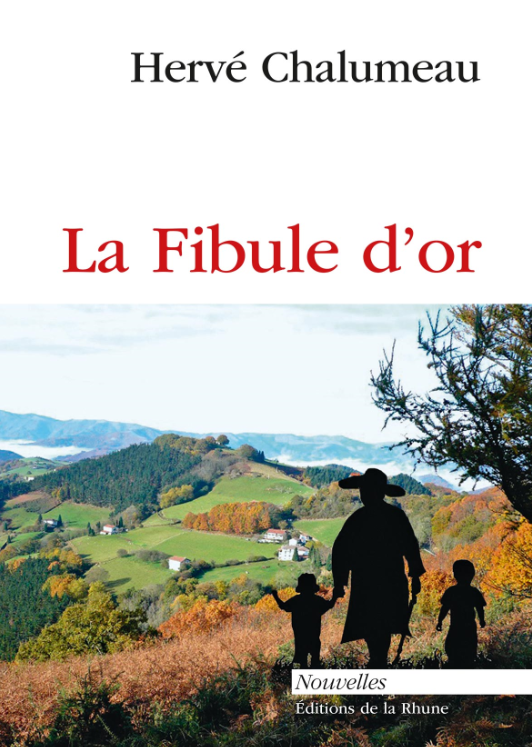 Hervé Chalumeau
La Fibule d’or
Nouvelles
Éditions de la Rhune